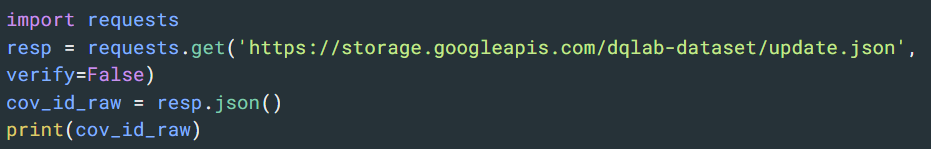 import requests
resp = requests.get('https://storage.googleapis.com/dqlab-dataset/update.json',
verify=False)
cov_id_raw = resp.json()
print(cov_id_raw)